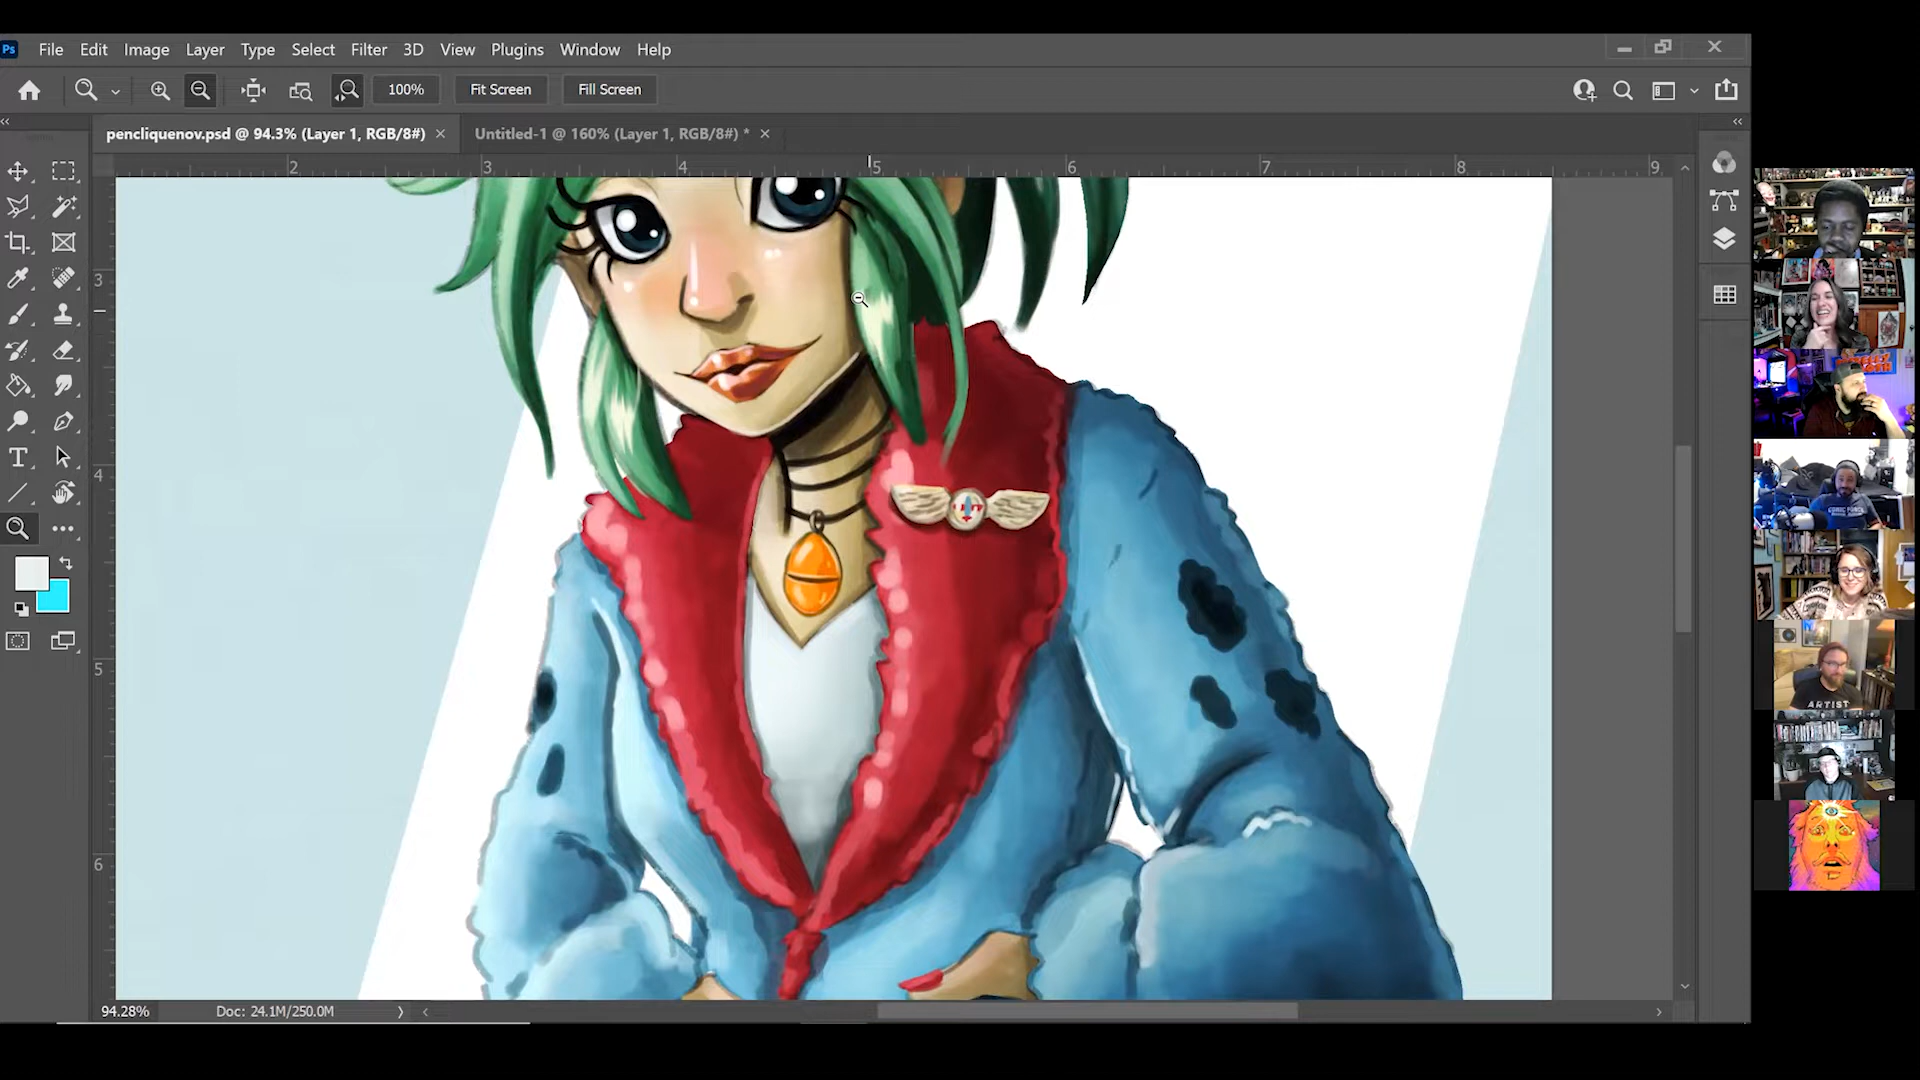 Ps File Edit Image Layer Type Select Filter 3D View Plugins Window Help
100% Fit Screen Fill Screen
pencliquenov.psd @ 94.3% (Layer 1, RGB/8#) × Untitled-1 @ 160% (Layer 1, RGB/8#) * ×
2 3 4 5 6 7 8 9
3
4
5
6
T
ARTIST
94.28% Doc: 24.1M/250.0M